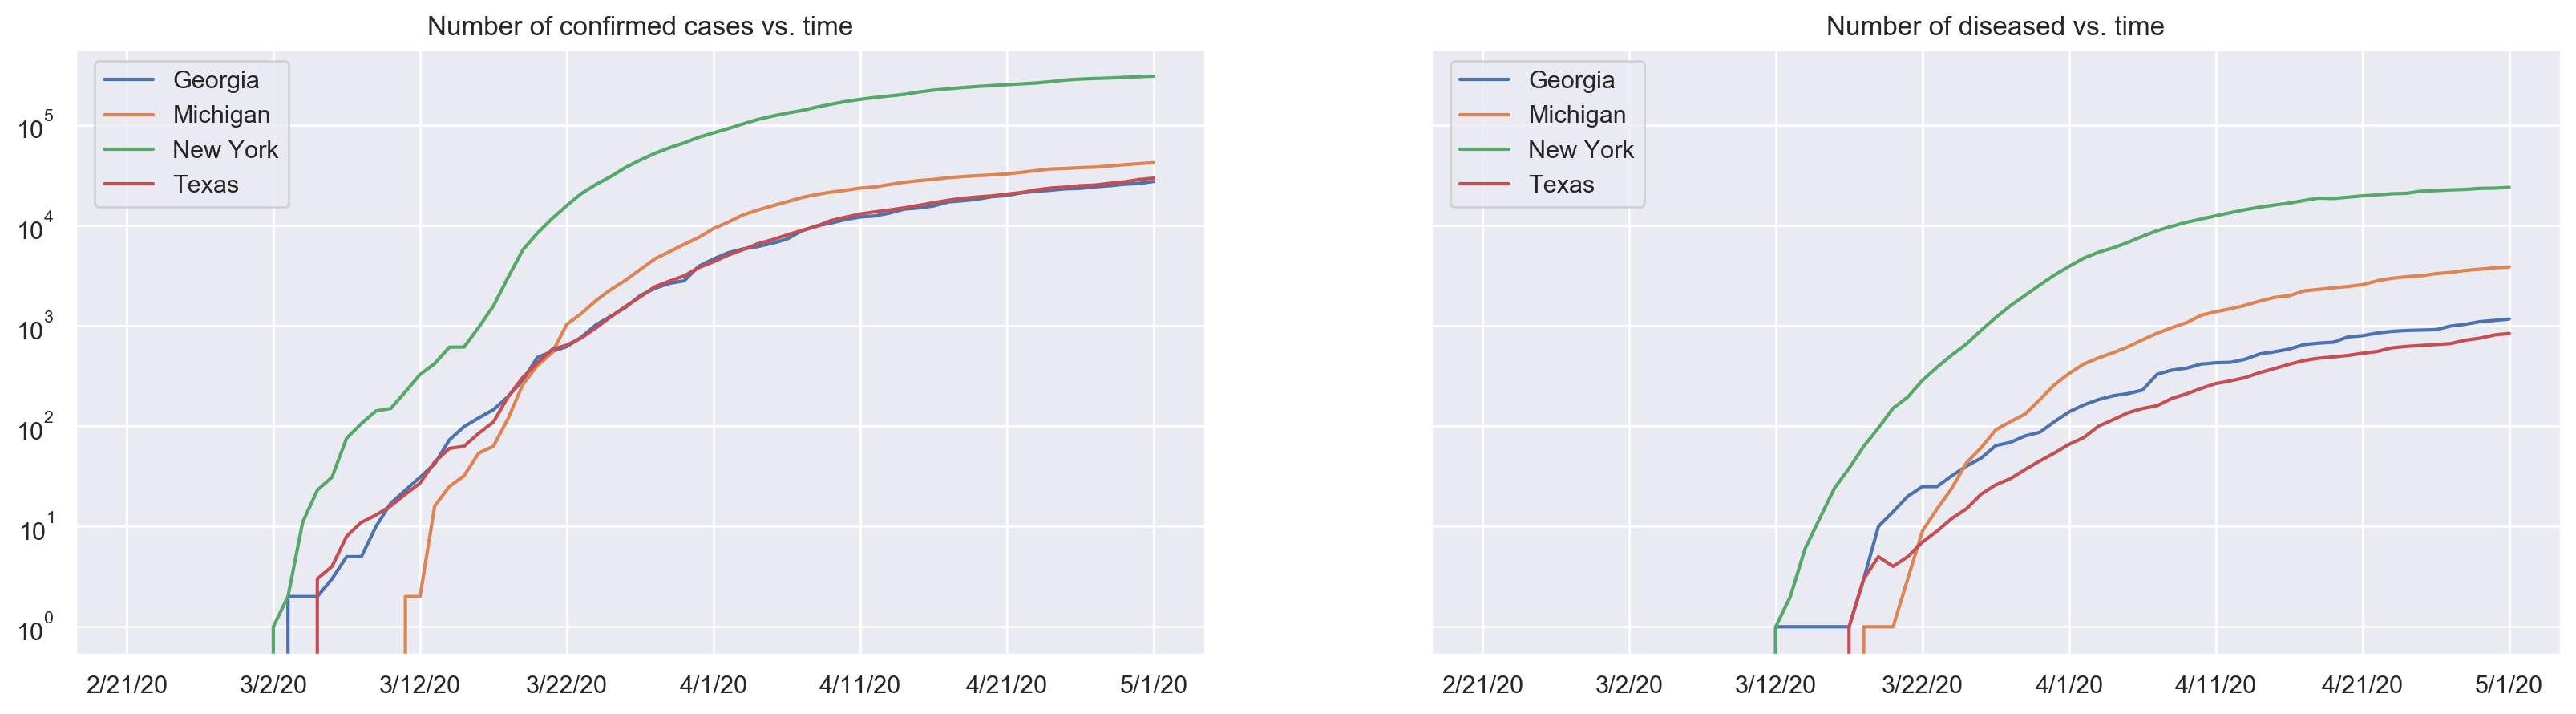 Number of confirmed cases vs. time
Georgia
Michigan
New York
Texas
10^5
10^4
10^3
10^2
10^1
10^0
2/21/20 3/2/20 3/12/20 3/22/20 4/1/20 4/11/20 4/21/20 5/1/20
Number of diseased vs. time
Georgia
Michigan
New York
Texas
2/21/20 3/2/20 3/12/20 3/22/20 4/1/20 4/11/20 4/21/20 5/1/20